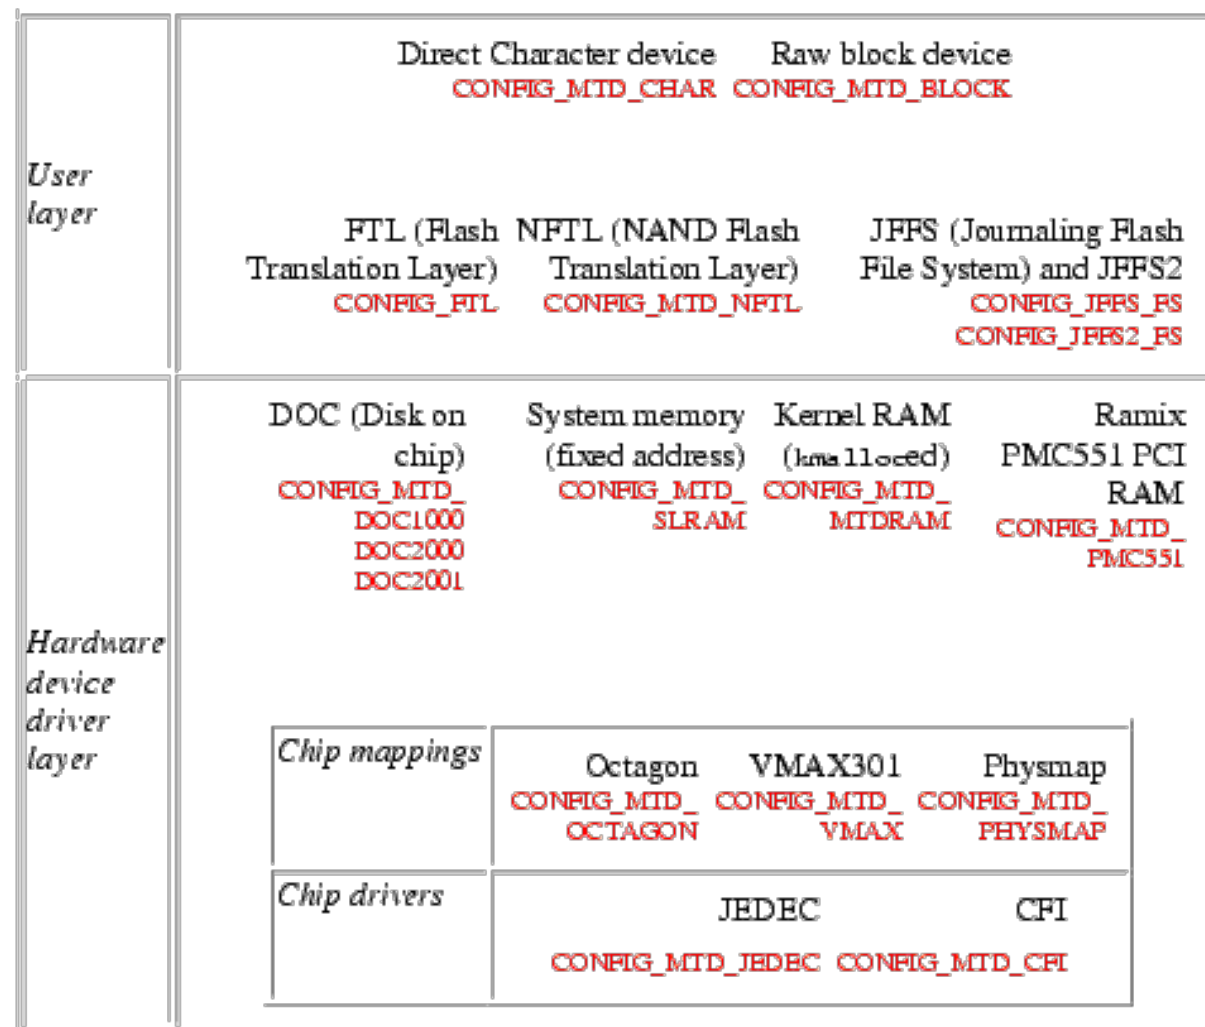 User
layer
Direct Character device
CONFIG_MTD_CHAR
Raw block device
CONFIG_MTD_BLOCK
FTL (Flash
Translation Layer)
CONFIG_FTL
NFTL (NAND Flash
Translation Layer)
CONFIG_MTD_NFTL
JFFS (Journaling Flash
File System) and JFFS2
CONFIG_JFFS_FS
CONFIG_JFFS2_FS
Hardware
device
driver
layer
DOC (Disk on
chip)
CONFIG_MTD_
DOC1000
DOC2000
DOC2001
System memory
(fixed address)
CONFIG_MTD_
SLRAM
Kernel RAM
(kmalloced)
CONFIG_MTD_
MTDRAM
Ramix
PMC551 PCI
RAM
CONFIG_MTD_
PMC551
Chip mappings
Octagon
CONFIG_MTD_
OCTAGON
VMAX301
CONFIG_MTD_
VMAX
Physmap
CONFIG_MTD_
PHYSMAP
Chip drivers
JEDEC
CONFIG_MTD_JEDEC
CFI
CONFIG_MTD_CFI